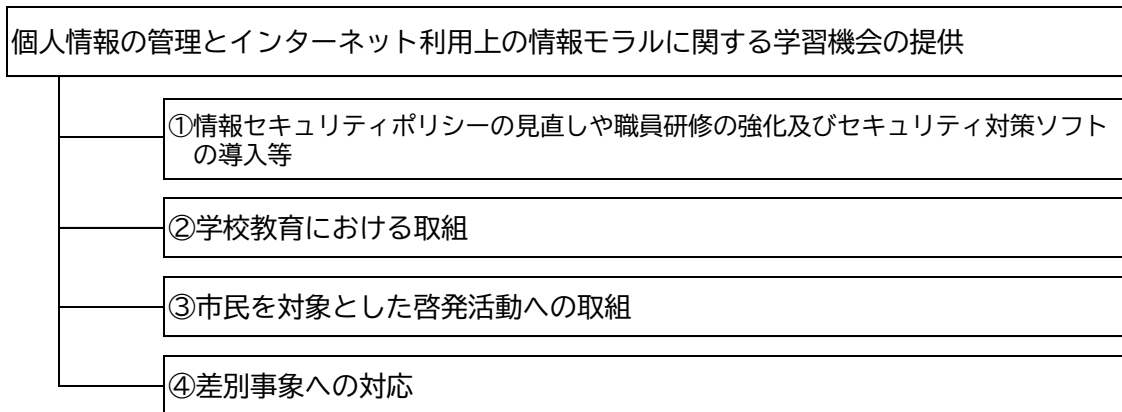 個人情報の管理とインターネット利用上の情報モラルに関する学習機会の提供
①情報セキュリティポリシーの見直しや職員研修の強化及びセキュリティ対策ソフト
の導入等
②学校教育における取組
③市民を対象とした啓発活動への取組
④差別事象への対応